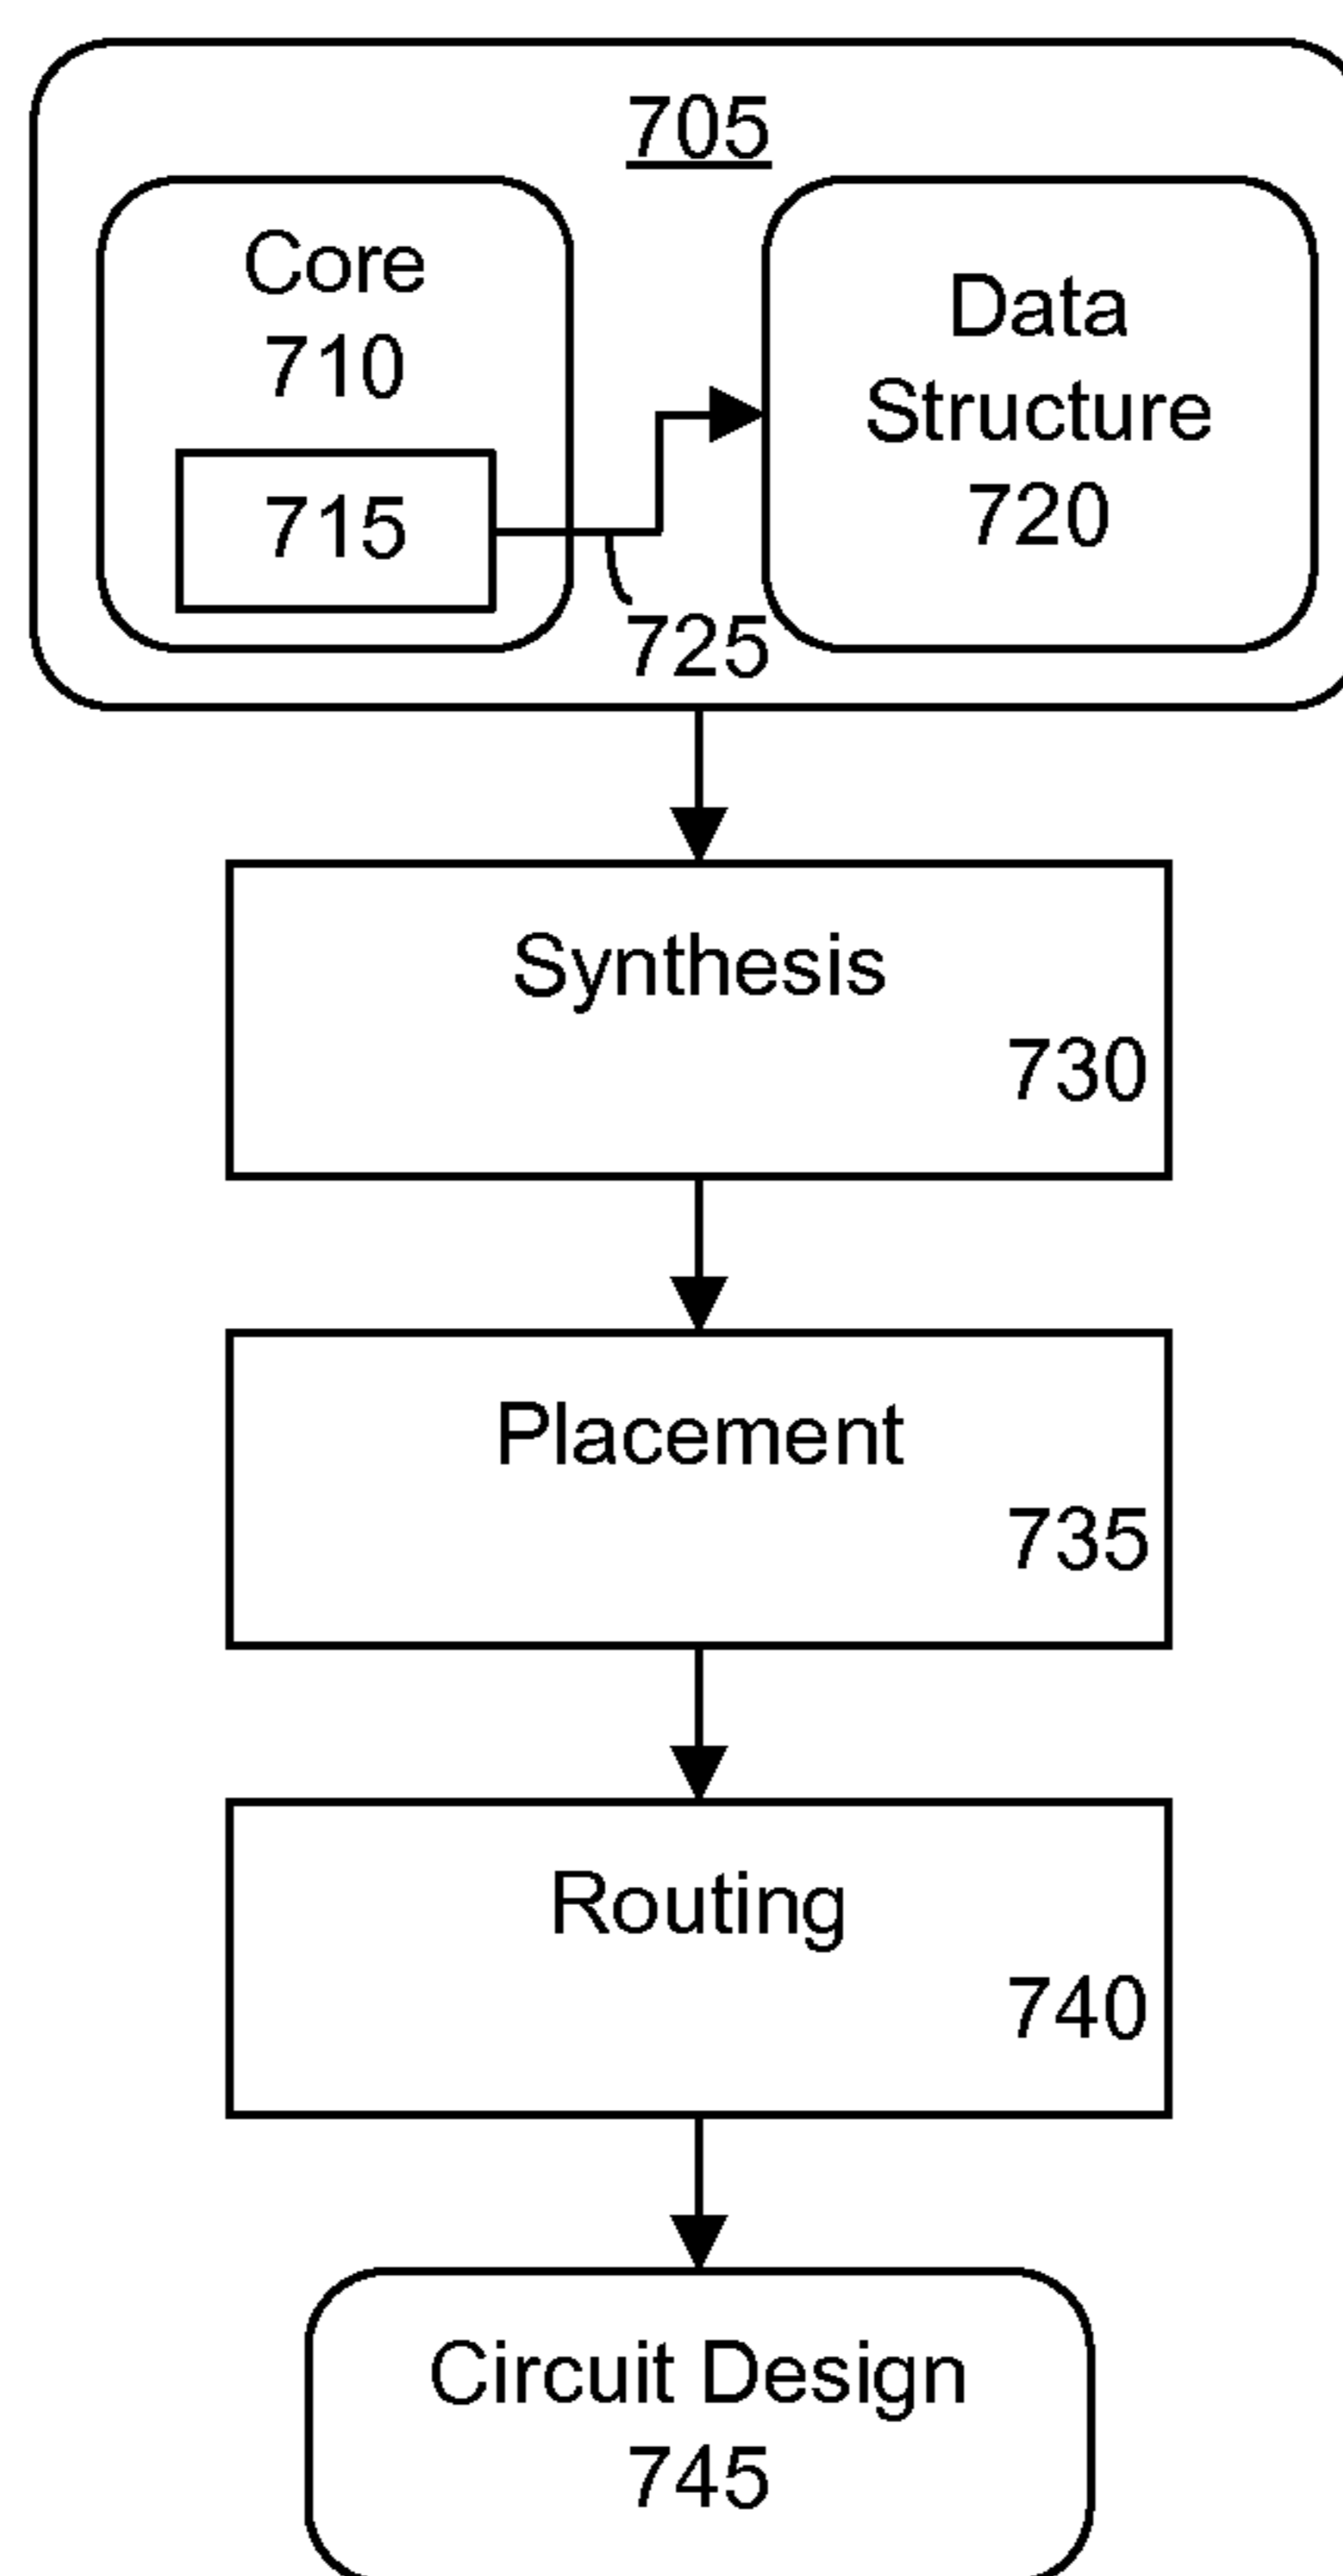 705
Core
710
715
Data
Structure
720
725
Synthesis
730
Placement
735
Routing
740
Circuit Design
745